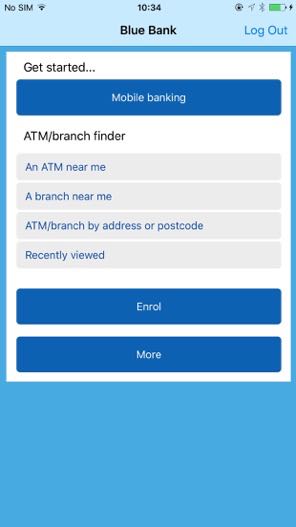 No SIM 10:34
Blue Bank Log Out
Get started...
Mobile banking
ATM/branch finder
An ATM near me
A branch near me
ATM/branch by address or postcode
Recently viewed
Enrol
More